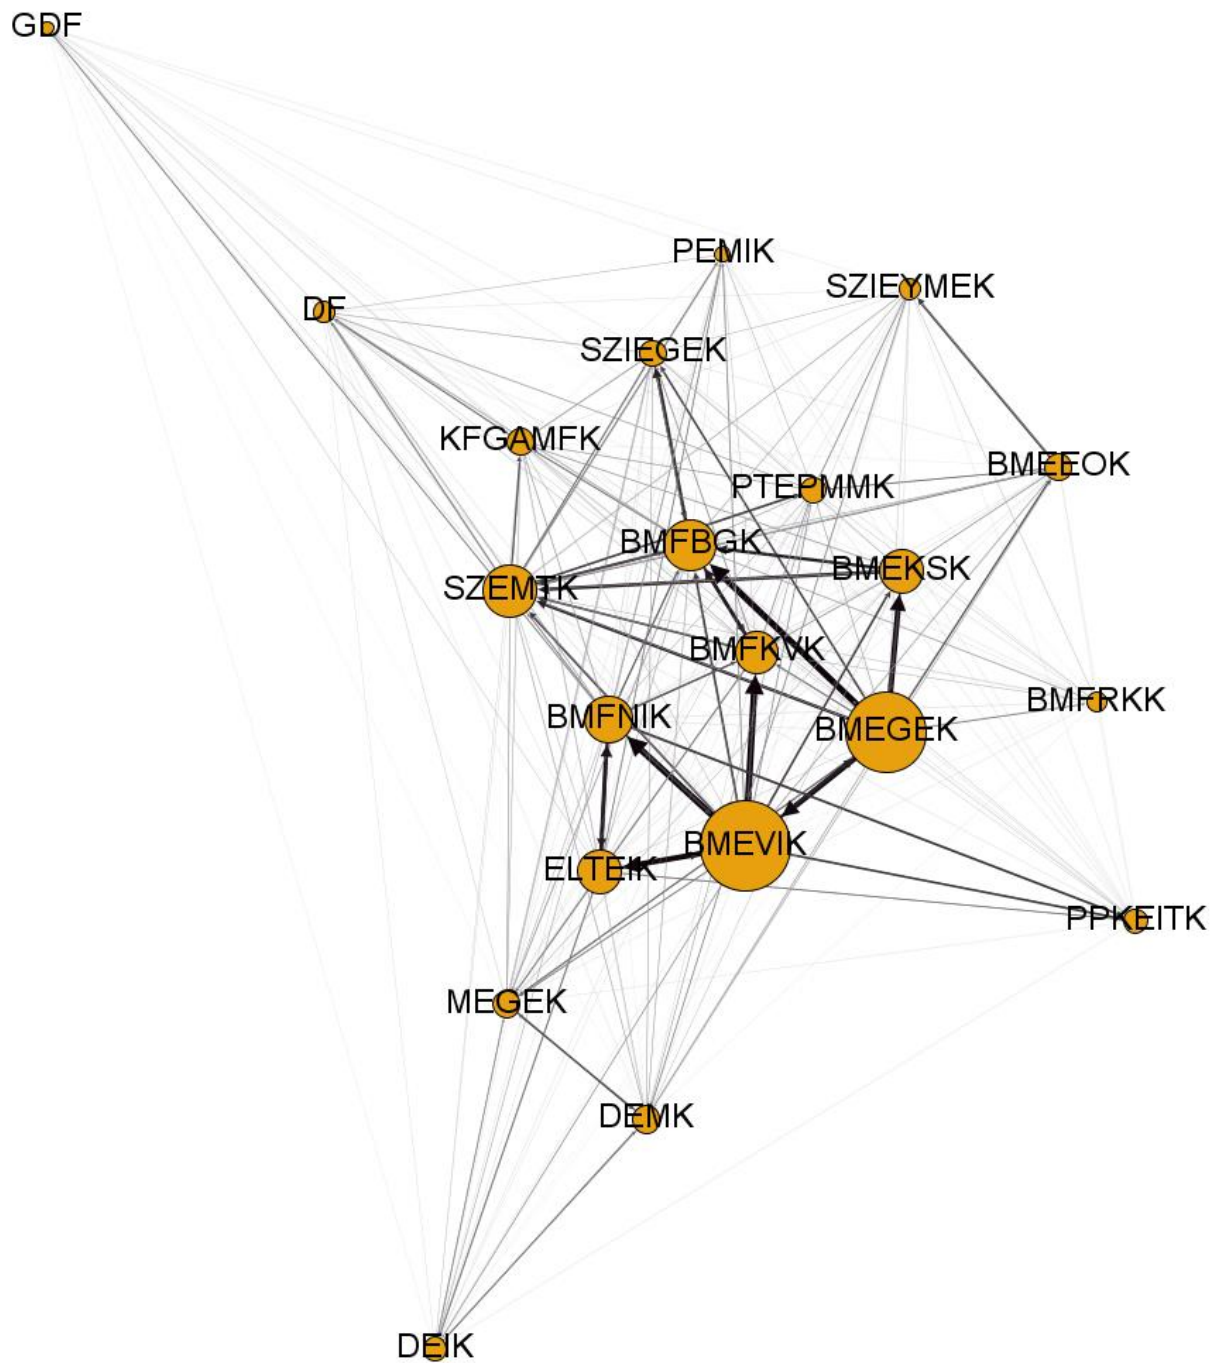 GDF
PEMIK
SZIEYMEK
DF
SZIEGEK
KFGAMFK
BMEEOK
PTEPMMK
BMFBGK
BMEKSK
SZEMTK
BMFKVK
BMFRKK
BMFNIK
BMEGEK
BMEVIK
ELTEIK
PPKEITK
MEGEK
DEMK
DEIK